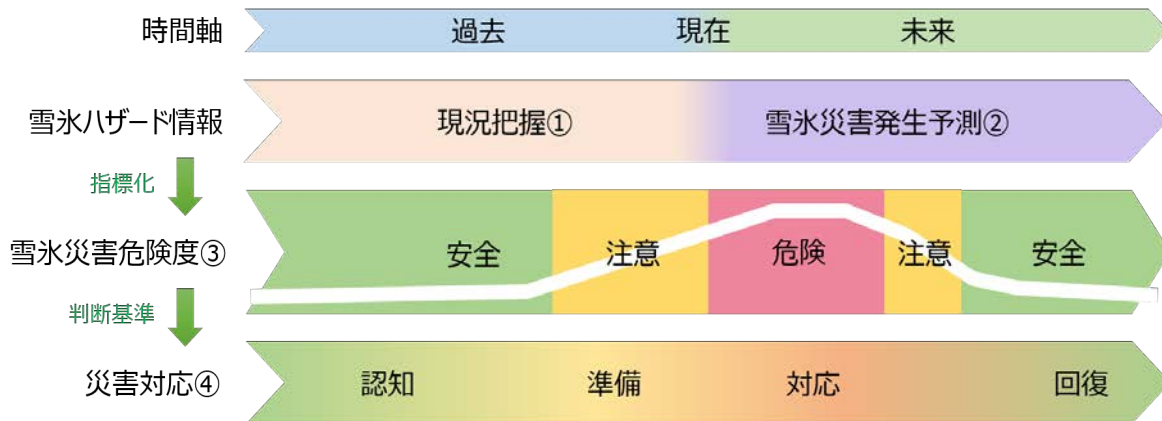 時間軸 過去 現在 未来
雪氷ハザード情報 現況把握① 雪氷災害発生予測②
指標化
雪氷災害危険度③ 安全 注意 危険 注意 安全
判断基準
災害対応④ 認知 準備 対応 回復